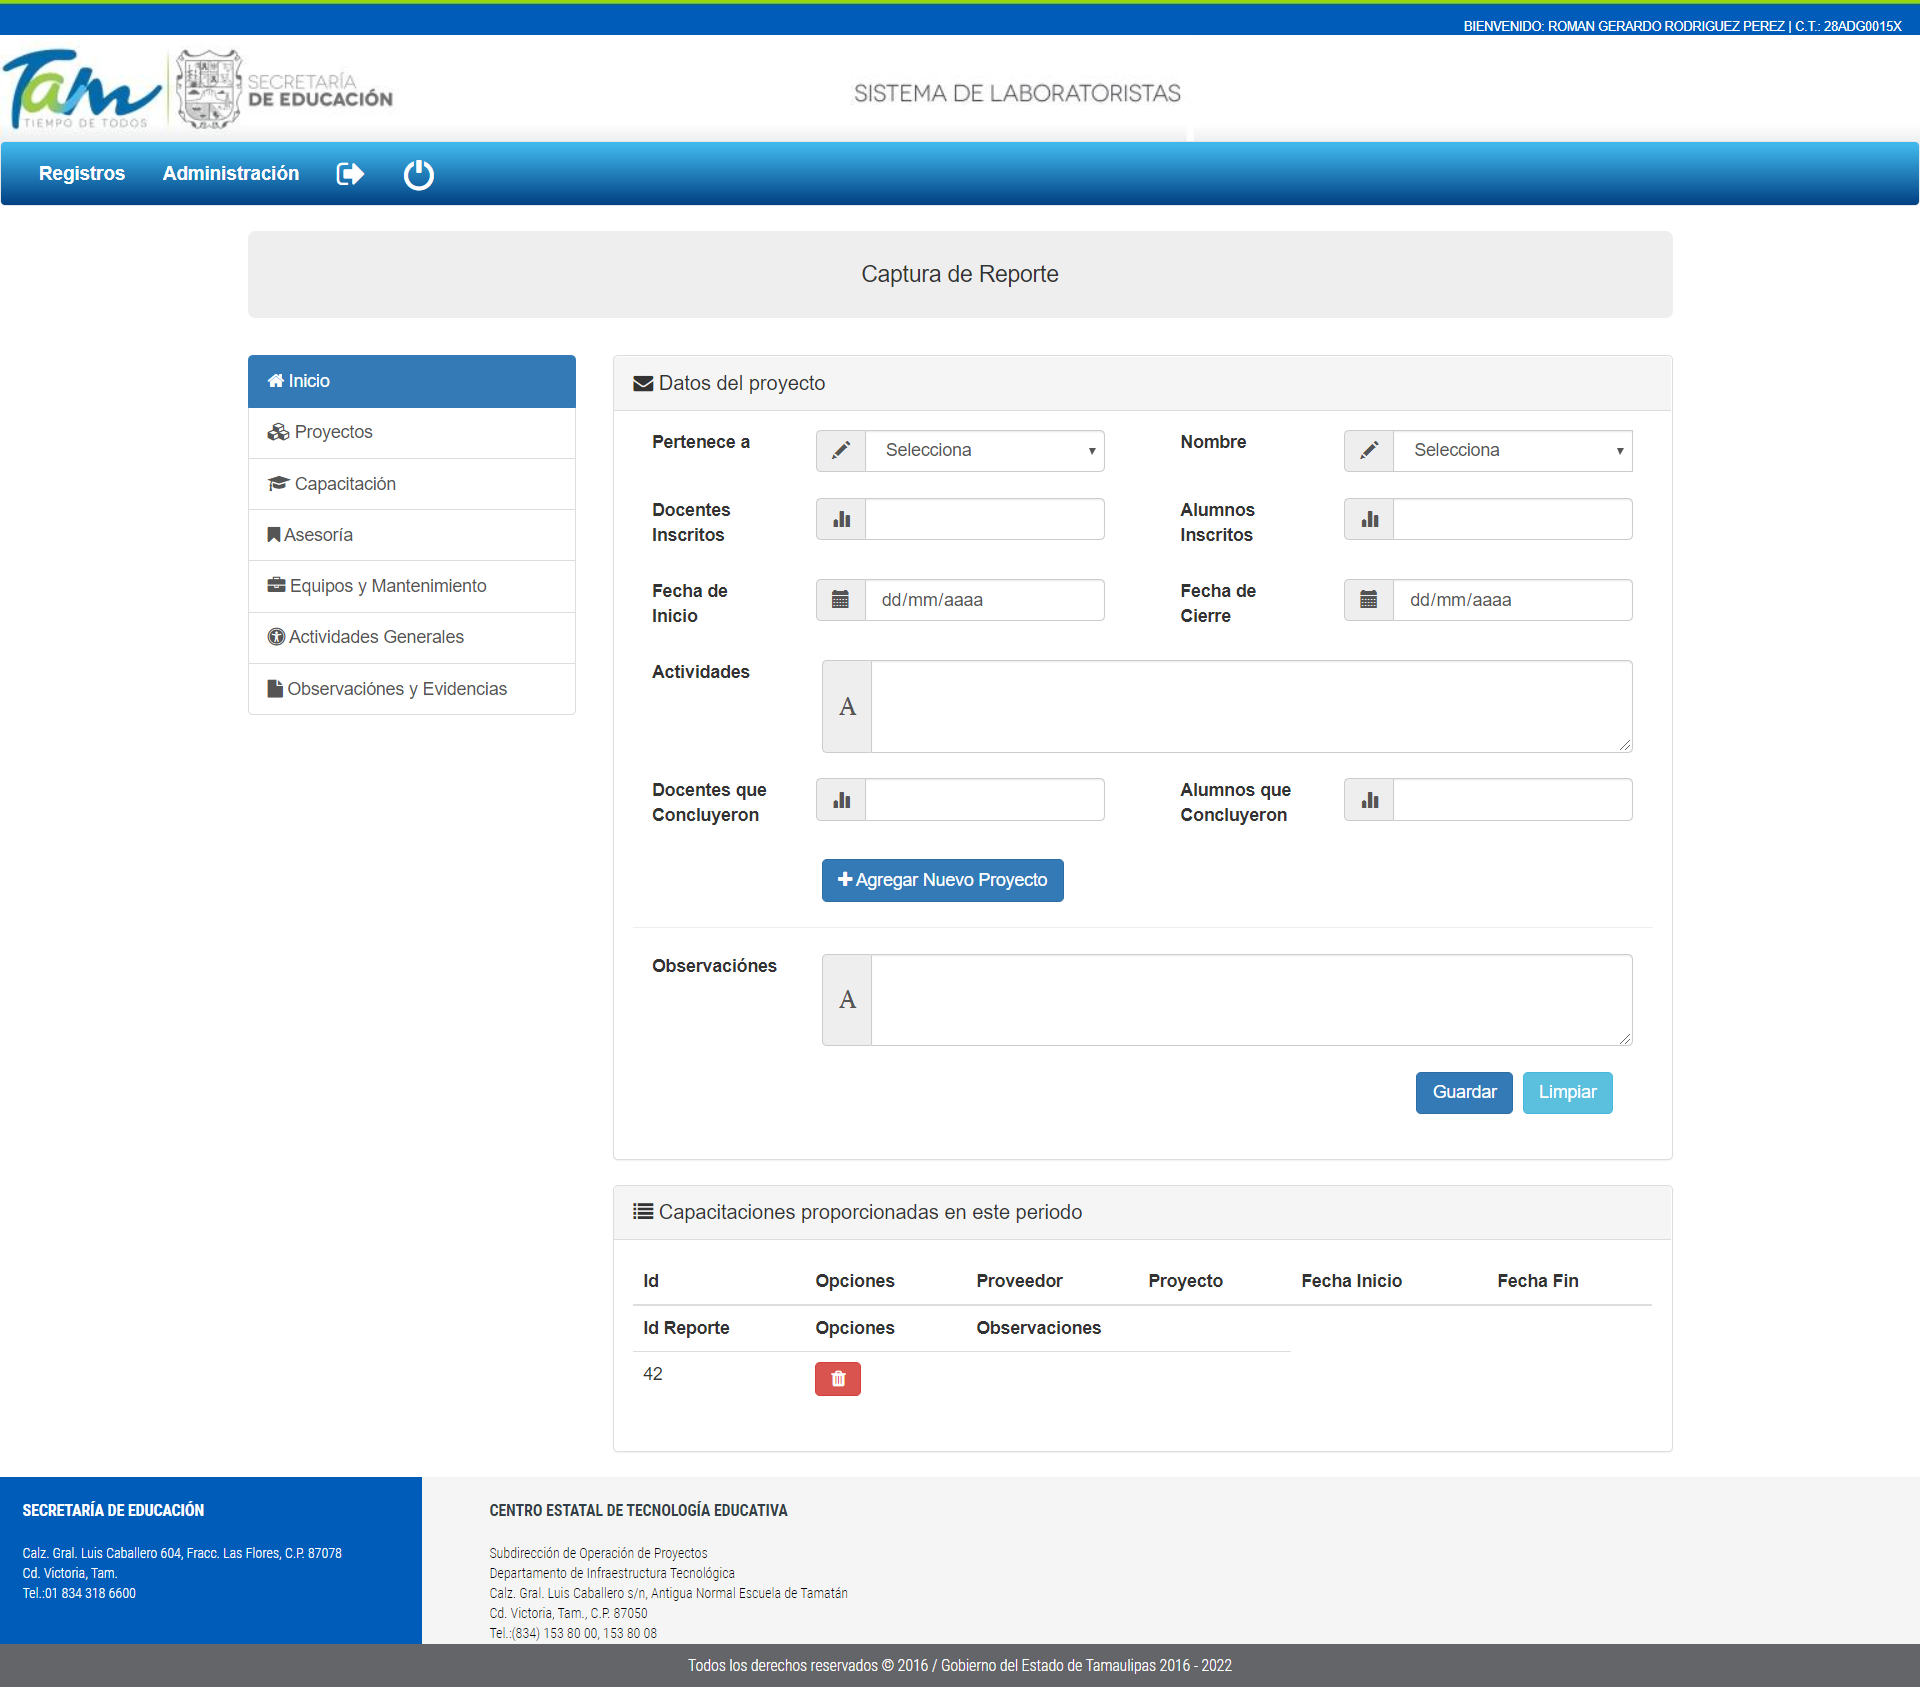 BIENVENIDO: ROMAN GERARDO RODRIGUEZ PEREZ | C.T.: 28ADG0015X
Tam
TIEMPO DE TODOS
SECRETARÍA
DE EDUCACIÓN
SISTEMA DE LABORATORISTAS
Registros Administración
Captura de Reporte
Inicio
Proyectos
Capacitación
Asesoría
Equipos y Mantenimiento
Actividades Generales
Observaciónes y Evidencias
Datos del proyecto
Pertenece a Selecciona Nombre Selecciona
Docentes Inscritos Alumnos Inscritos
Fecha de Inicio dd/mm/aaaa Fecha de Cierre dd/mm/aaaa
Actividades A
Docentes que Concluyeron Alumnos que Concluyeron
Agregar Nuevo Proyecto
Observaciónes A
Guardar Limpiar
Capacitaciones proporcionadas en este periodo
Id Opciones Proveedor Proyecto Fecha Inicio Fecha Fin
Id Reporte Opciones Observaciones
42
SECRETARÍA DE EDUCACIÓN
Calz. Gral. Luis Caballero 604, Fracc. Las Flores, C.P. 87078
Cd. Victoria, Tam.
Tel.:01 834 318 6600
CENTRO ESTATAL DE TECNOLOGÍA EDUCATIVA
Subdirección de Operación de Proyectos
Departamento de Infraestructura Tecnológica
Calz. Gral. Luis Caballero s/n, Antigua Normal Escuela de Tamatán
Cd. Victoria, Tam., C.P. 87050
Tel.:(834) 153 80 00, 153 80 08
Todos los derechos reservados © 2016 / Gobierno del Estado de Tamaulipas 2016 - 2022